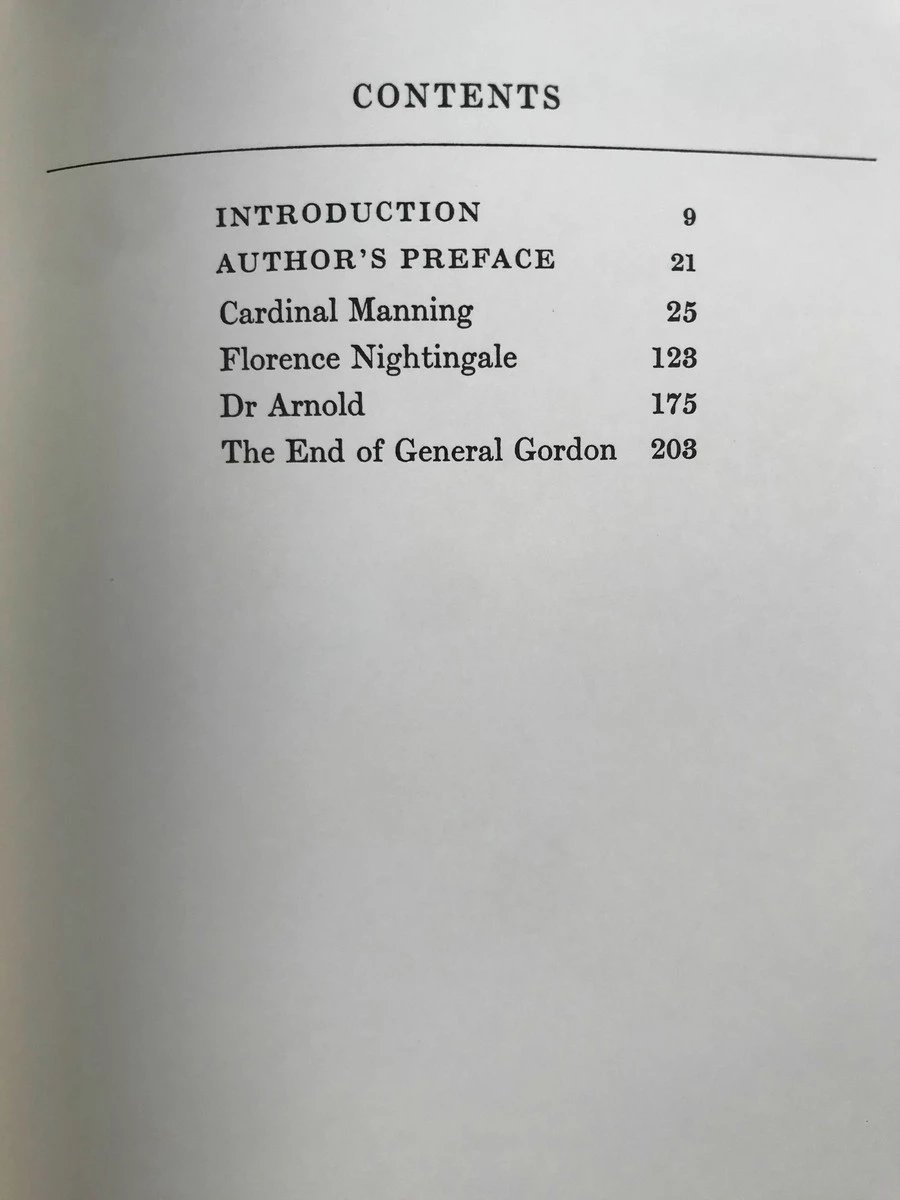 CONTENTS
INTRODUCTION 9
AUTHOR'S PREFACE 21
Cardinal Manning 25
Florence Nightingale 123
Dr Arnold 175
The End of General Gordon 203